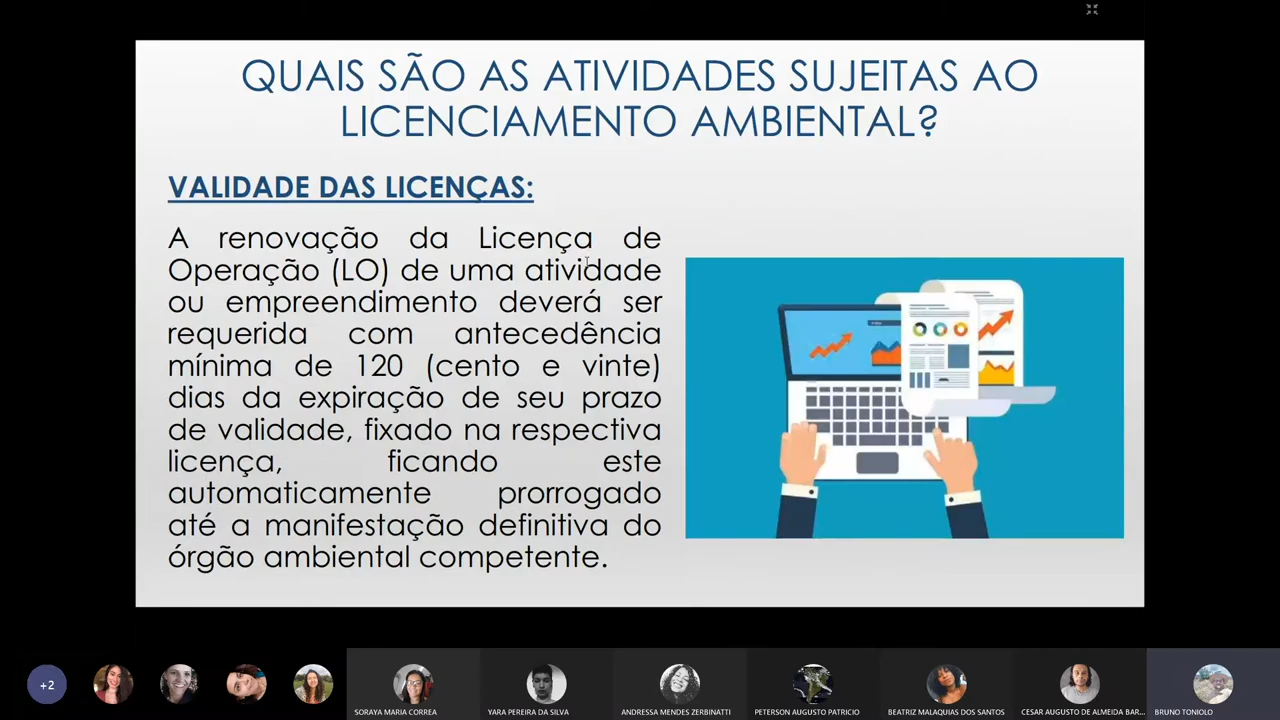 QUAIS SÃO AS ATIVIDADES SUJEITAS AO
LICENCIAMENTO AMBIENTAL?
VALIDADE DAS LICENÇAS:
A renovação da Licença de
Operação (LO) de uma atividade
ou empreendimento deverá ser
requerida com antecedência
mínima de 120 (cento e vinte)
dias da expiração de seu prazo
de validade, fixado na respectiva
licença, ficando este
automaticamente prorrogado
até a manifestação definitiva do
órgão ambiental competente.
+2
SORAYA MARIA CORREA
YARA PEREIRA DA SILVA
ANDRESSA MENDES ZERBINATTI
PETERSON AUGUSTO PATRICIO
BEATRIZ MALAQUIAS DOS SANTOS
CESAR AUGUSTO DE ALMEIDA BAR...
BRUNO TONIOLO